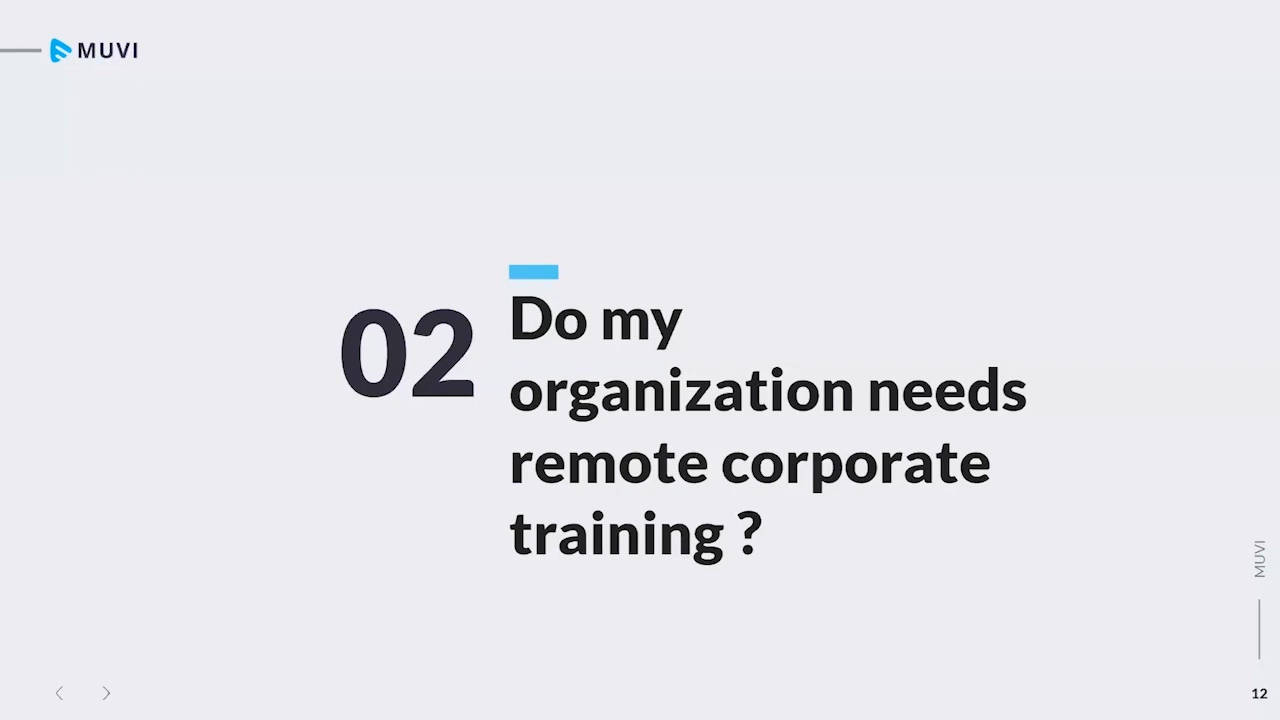 MUVI
02
Do my
organization needs
remote corporate
training ?
MUVI
12